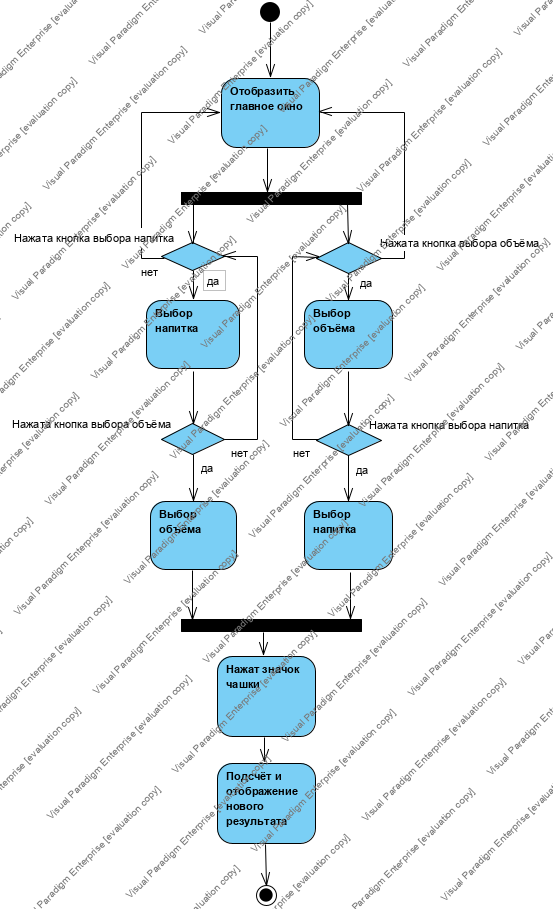 Отобразить
главное окно
Нажата кнопка выбора напитка
Нажата кнопка выбора объёма
нет
да
да
Выбор
напитка
Выбор
объёма
Нажата кнопка выбора объёма
Нажата кнопка выбора напитка
нет
нет
да
да
Выбор
объёма
Выбор
напитка
Нажат значок
чашки
Подсчёт и
отображение
нового
результата
Visual Paradigm Enterprise [evaluation copy]